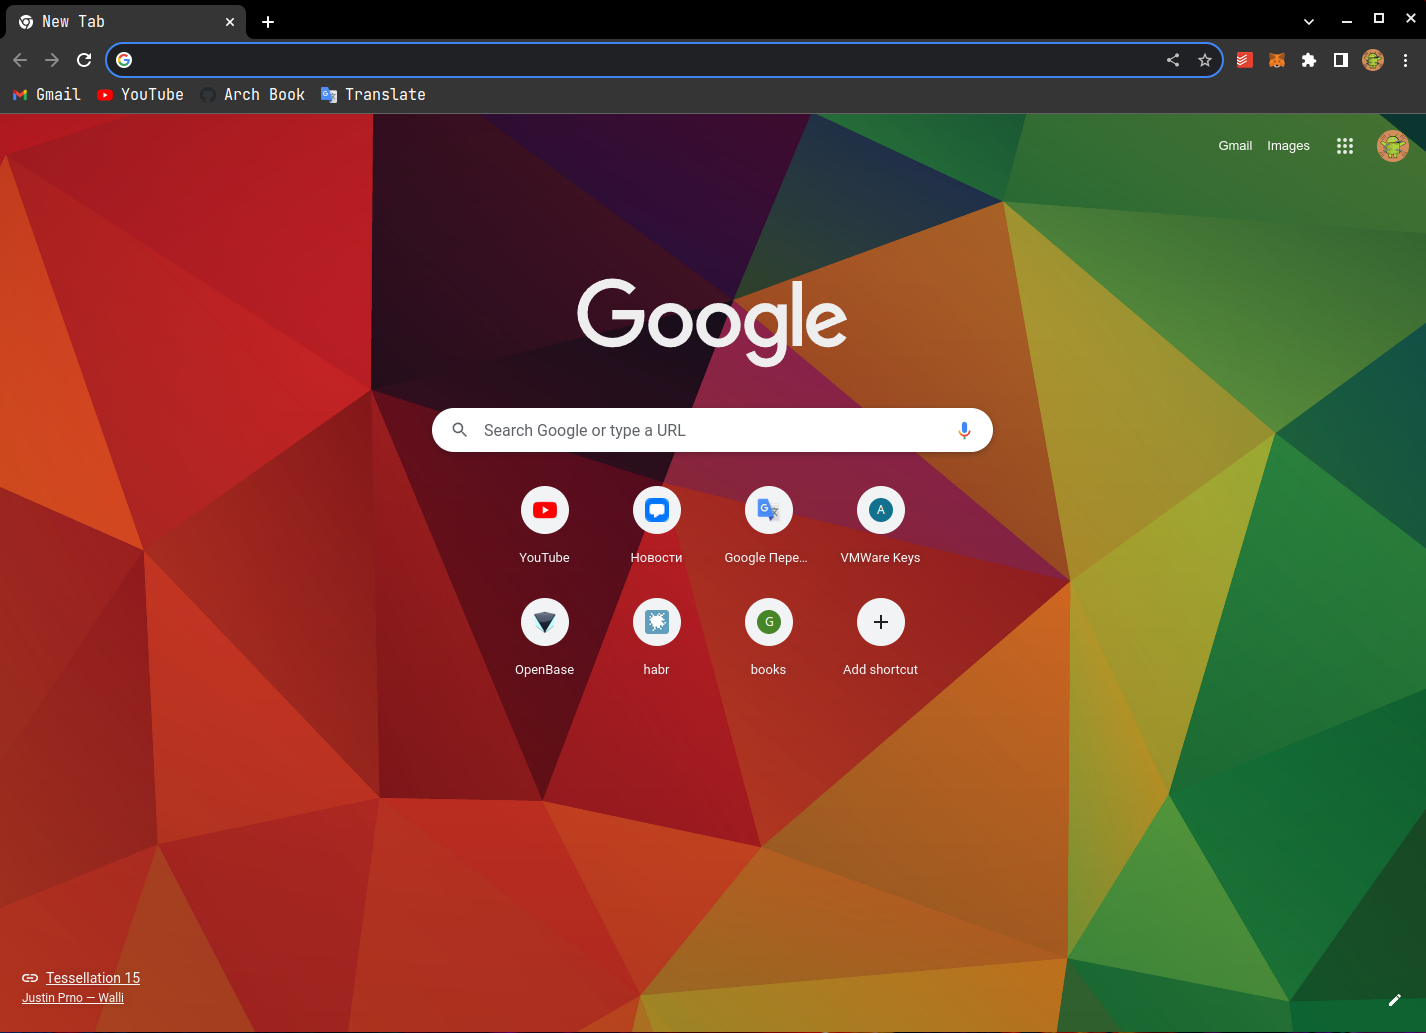 New Tab
Gmail YouTube Arch Book Translate
Gmail Images
Google
Search Google or type a URL
YouTube Новости Google Пере... VMWare Keys
A
G
OpenBase habr books Add shortcut
Tessellation 15
Justin Prno — Walli